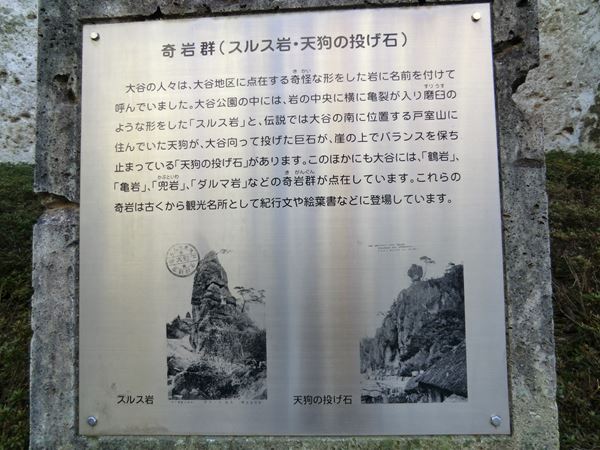 奇岩群(スルス岩・天狗の投げ石)
大谷の人々は、大谷地区に点在する奇怪な形をした岩に名前を付けて
呼んでいました。大谷公園の中には、岩の中央に横に亀裂が入り磨臼の
ような形をした「スルス岩」と、伝説では大谷の南に位置する戸室山に
住んでいた天狗が、大谷向って投げた巨石が、崖の上でバランスを保ち
止まっている「天狗の投げ石」があります。このほかにも大谷には、「鶴岩」、
「亀岩」、「兜岩」、「ダルマ岩」などの奇岩群が点在しています。これらの
奇岩は古くから観光名所として紀行文や絵葉書などに登場しています。
スルス岩
天狗の投げ石